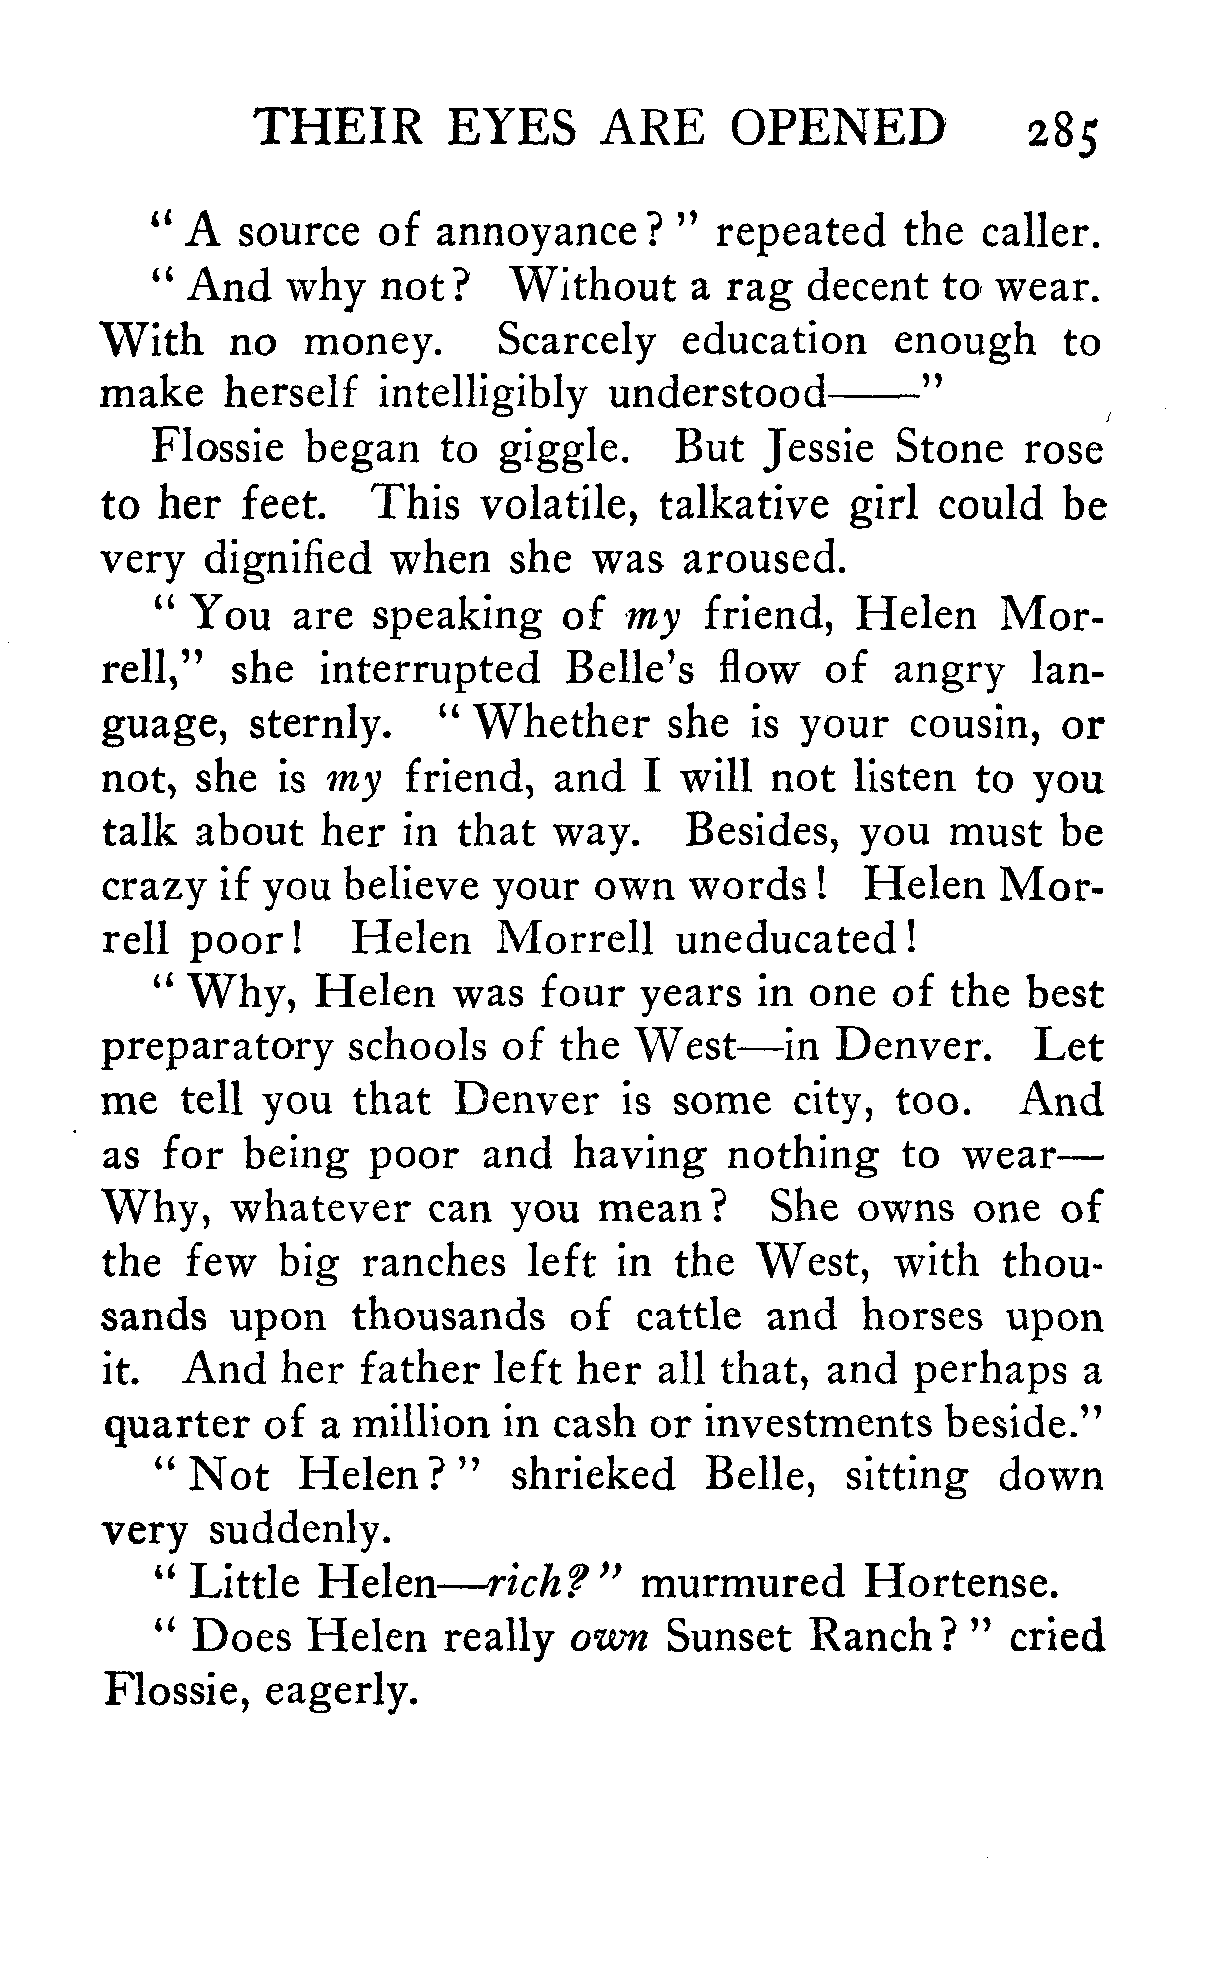 THEIR EYES ARE OPENED 285
" A source of annoyance ? " repeated the caller.
" And why not ? Without a rag decent to wear.
With no money. Scarcely education enough to
make herself intelligibly understood——"
Flossie began to giggle. But Jessie Stone rose
to her feet. This volatile, talkative girl could be
very dignified when she was aroused.
" You are speaking of my friend, Helen Mor-
rell," she interrupted Belle's flow of angry lan-
guage, sternly. " Whether she is your cousin, or
not, she is my friend, and I will not listen to you
talk about her in that way. Besides, you must be
crazy if you believe your own words ! Helen Mor-
rell poor ! Helen Morrell uneducated !
" Why, Helen was four years in one of the best
preparatory schools of the West—in Denver. Let
me tell you that Denver is some city, too. And
as for being poor and having nothing to wear—
Why, whatever can you mean ? She owns one of
the few big ranches left in the West, with thou-
sands upon thousands of cattle and horses upon
it. And her father left her all that, and perhaps a
quarter of a million in cash or investments beside."
" Not Helen ? " shrieked Belle, sitting down
very suddenly.
" Little Helen—rich? " murmured Hortense.
" Does Helen really own Sunset Ranch ? " cried
Flossie, eagerly.